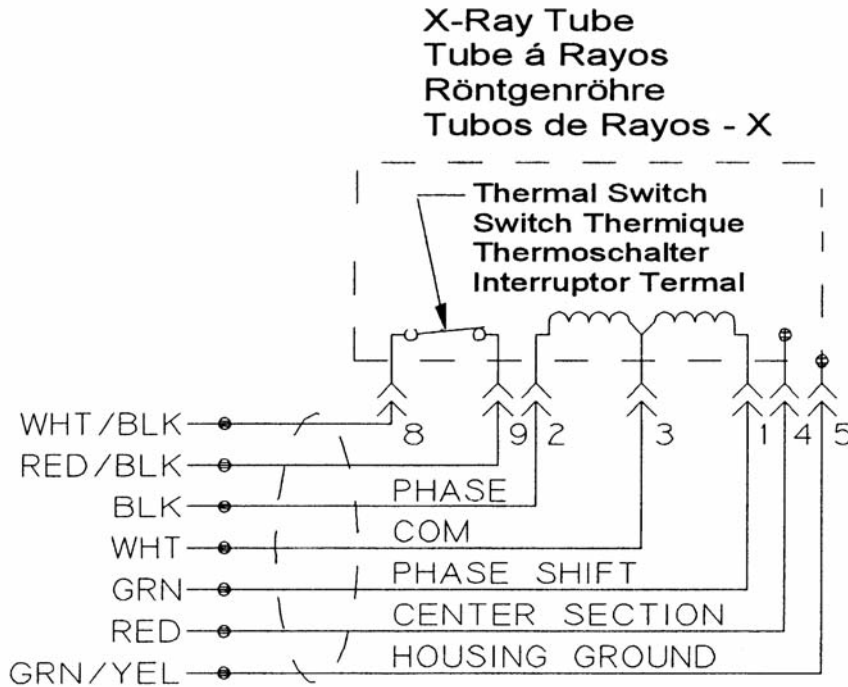 X-Ray Tube
Tube á Rayos
Röntgenröhre
Tubos de Rayos - X
Thermal Switch
Switch Thermique
Thermoschalter
Interruptor Termal
8 9 2 3 1 4 5
WHT/BLK
RED/BLK
BLK PHASE
WHT COM
GRN PHASE SHIFT
RED CENTER SECTION
GRN/YEL HOUSING GROUND